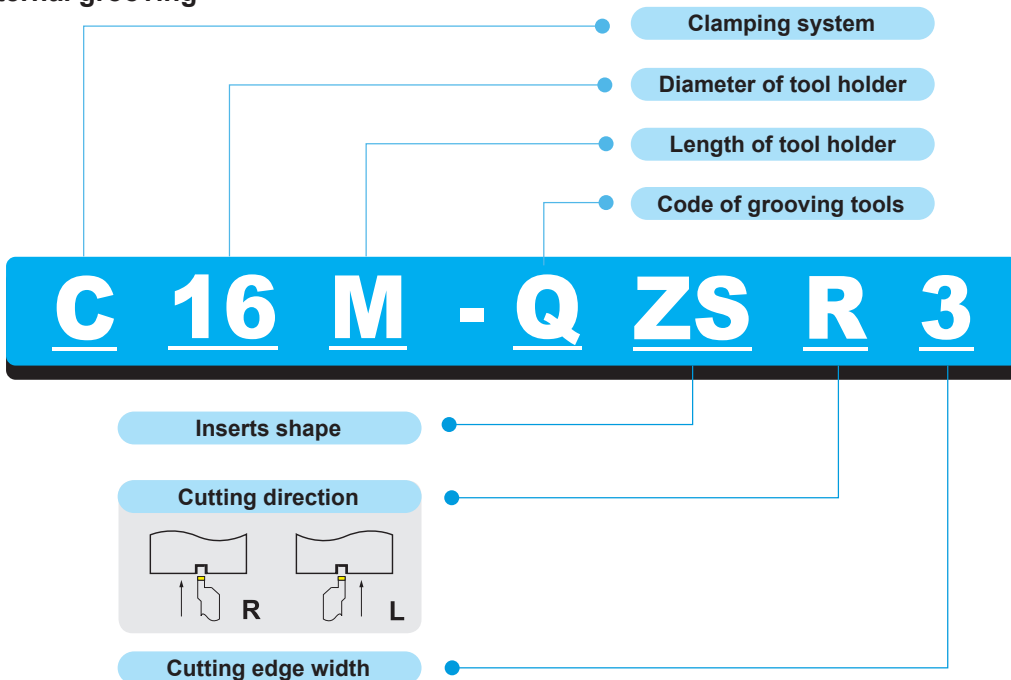 Clamping system
Diameter of tool holder
Length of tool holder
Code of grooving tools
C 16 M - Q ZS R 3
Inserts shape
Cutting direction
R L
Cutting edge width